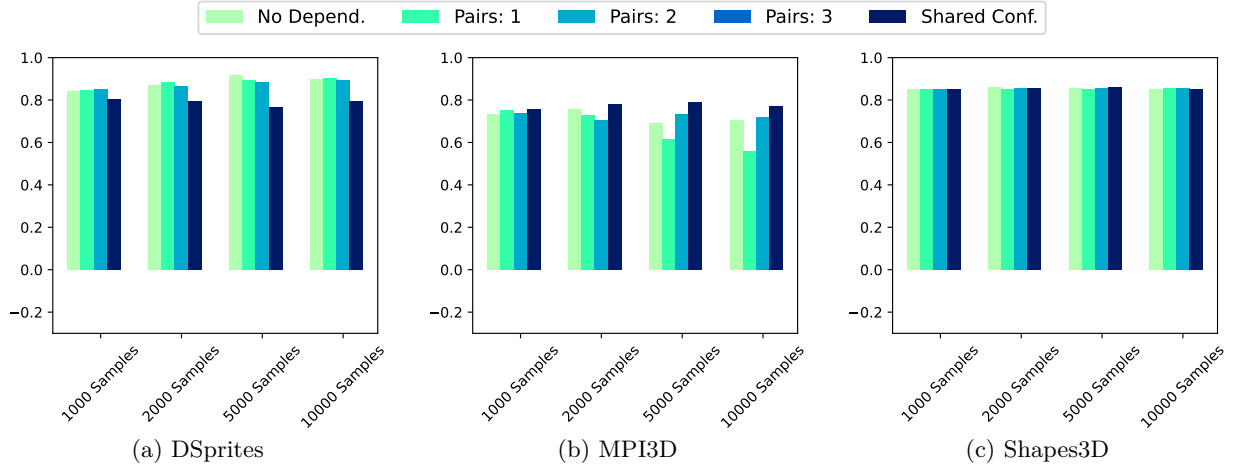 No Depend. Pairs: 1 Pairs: 2 Pairs: 3 Shared Conf.
1.0
0.8
0.6
0.4
0.2
0.0
−0.2
1000 Samples
2000 Samples
5000 Samples
10000 Samples
(a) DSprites
1.0
0.8
0.6
0.4
0.2
0.0
−0.2
1000 Samples
2000 Samples
5000 Samples
10000 Samples
(b) MPI3D
1.0
0.8
0.6
0.4
0.2
0.0
−0.2
1000 Samples
2000 Samples
5000 Samples
10000 Samples
(c) Shapes3D